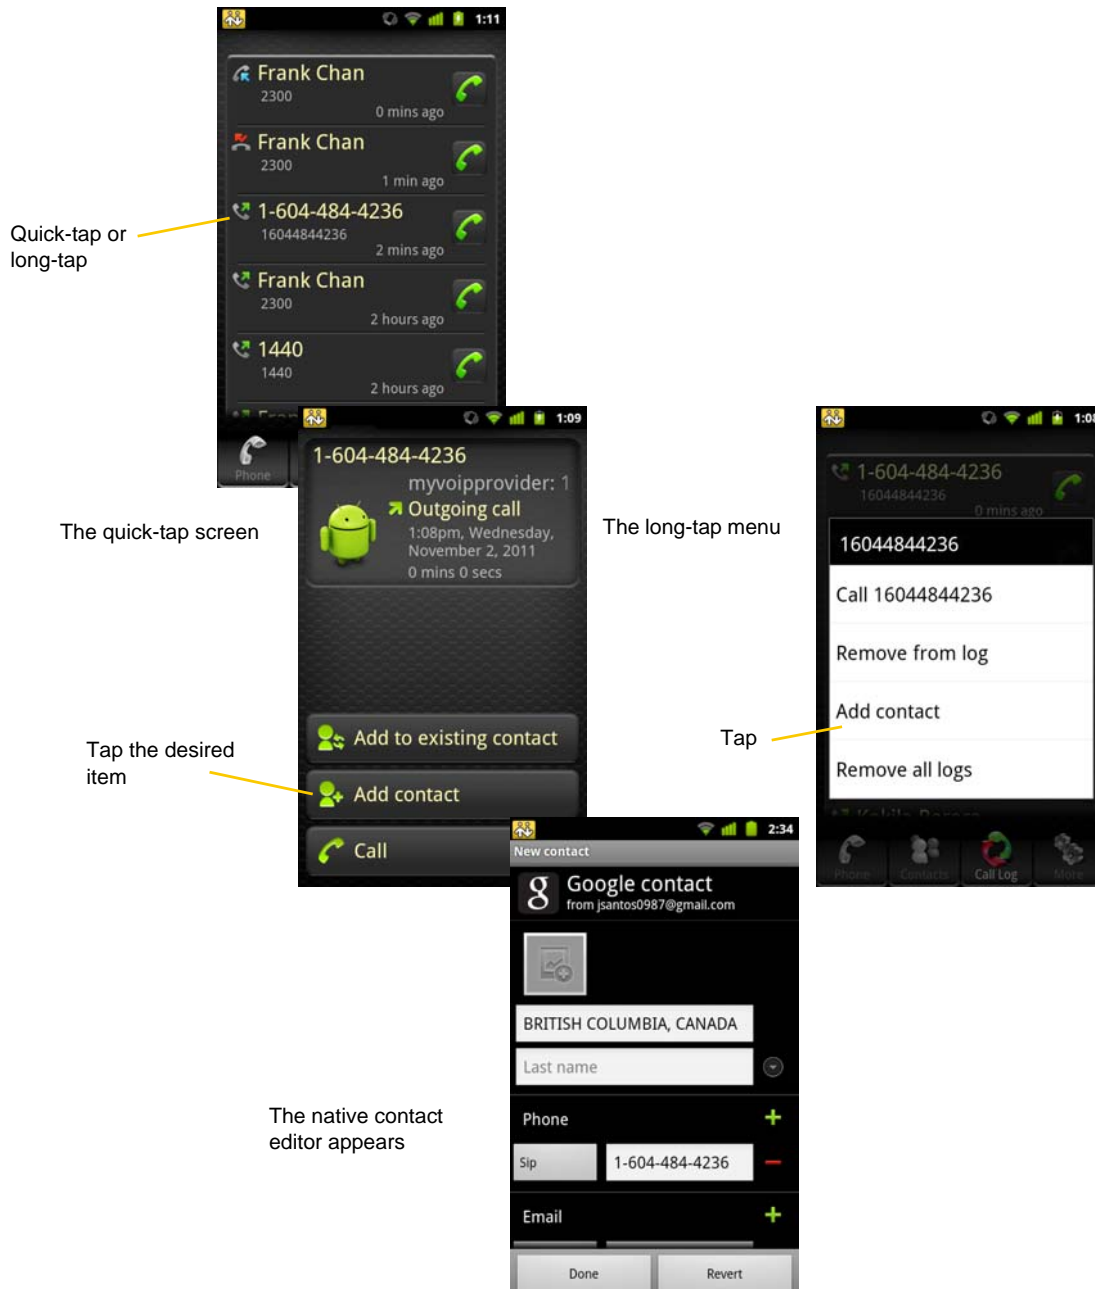 1:11
Frank Chan
2300
0 mins ago
Frank Chan
2300
1 min ago
1-604-484-4236
16044844236
2 mins ago
Quick-tap or
long-tap
Frank Chan
2300
2 hours ago
1440
1440
2 hours ago
Phone
1:09
1-604-484-4236
myvoipprovider: 1
Outgoing call
1:08pm, Wednesday,
November 2, 2011
0 mins 0 secs
The quick-tap screen
Add to existing contact
Add contact
Call
Tap the desired
item
The long-tap menu
1:08
1-604-484-4236
16044844236
0 mins ago
16044844236
Call 16044844236
Remove from log
Add contact
Remove all logs
Tap
Phone
Contacts
Call Log
More
2:34
New contact
Google contact
from jsantos0987@gmail.com
BRITISH COLUMBIA, CANADA
Last name
Phone
Sip
1-604-484-4236
Email
Done
Revert
The native contact
editor appears